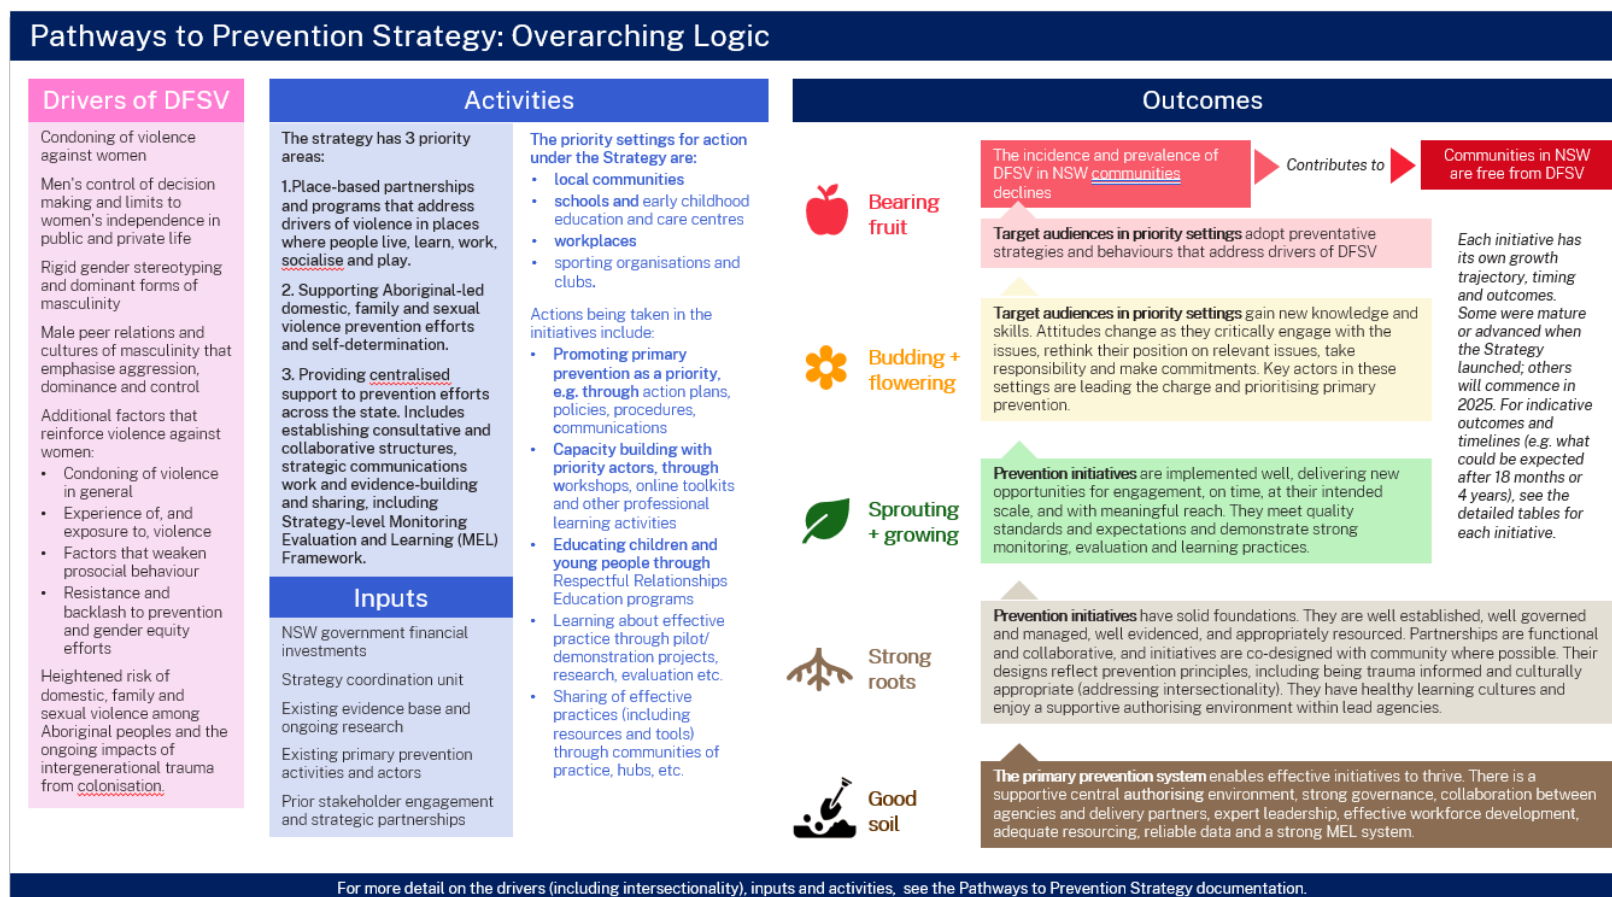 Pathways to Prevention Strategy: Overarching Logic
Drivers of DFSV
Condoning of violence
against women
Men's control of decision
making and limits to
women's independence in
public and private life
Rigid gender stereotyping
and dominant forms of
masculinity
Male peer relations and
cultures of masculinity that
emphasise aggression,
dominance and control
Additional factors that
reinforce violence against
women:
• Condoning of violence
in general
• Experience of, and
exposure to, violence
• Factors that weaken
prosocial behaviour
• Resistance and
backlash to prevention
and gender equity
efforts
Heightened risk of
domestic, family and
sexual violence among
Aboriginal peoples and the
ongoing impacts of
intergenerational trauma
from colonisation.
Activities
The strategy has 3 priority
areas:
1.Place-based partnerships
and programs that address
drivers of violence in places
where people live, learn, work,
socialise and play.
2. Supporting Aboriginal-led
domestic, family and sexual
violence prevention efforts
and self-determination.
3. Providing centralised
support to prevention efforts
across the state. Includes
establishing consultative and
collaborative structures,
strategic communications
work and evidence-building
and sharing, including
Strategy-level Monitoring
Evaluation and Learning (MEL)
Framework.
Inputs
NSW government financial
investments
Strategy coordination unit
Existing evidence base and
ongoing research
Existing primary prevention
activities and actors
Prior stakeholder engagement
and strategic partnerships
The priority settings for action
under the Strategy are:
• local communities
• schools and early childhood
education and care centres
• workplaces
• sporting organisations and
clubs.
Actions being taken in the
initiatives include:
• Promoting primary
prevention as a priority,
e.g. through action plans,
policies, procedures,
communications
• Capacity building with
priority actors, through
workshops, online toolkits
and other professional
learning activities
• Educating children and
young people through
Respectful Relationships
Education programs
• Learning about effective
practice through pilot/
demonstration projects,
research, evaluation etc.
• Sharing of effective
practices (including
resources and tools)
through communities of
practice, hubs, etc.
Outcomes
Bearing
fruit
The incidence and prevalence of
DFSV in NSW communities
declines
Contributes to
Communities in NSW
are free from DFSV
Target audiences in priority settings adopt preventative
strategies and behaviours that address drivers of DFSV
Budding +
flowering
Target audiences in priority settings gain new knowledge and
skills. Attitudes change as they critically engage with the
issues, rethink their position on relevant issues, take
responsibility and make commitments. Key actors in these
settings are leading the charge and prioritising primary
prevention.
Sprouting
+ growing
Prevention initiatives are implemented well, delivering new
opportunities for engagement, on time, at their intended
scale, and with meaningful reach. They meet quality
standards and expectations and demonstrate strong
monitoring, evaluation and learning practices.
Each initiative has
its own growth
trajectory, timing
and outcomes.
Some were mature
or advanced when
the Strategy
launched; others
will commence in
2025. For indicative
outcomes and
timelines (e.g. what
could be expected
after 18 months or
4 years), see the
detailed tables for
each initiative.
Strong
roots
Prevention initiatives have solid foundations. They are well established, well governed
and managed, well evidenced, and appropriately resourced. Partnerships are functional
and collaborative, and initiatives are co-designed with community where possible. Their
designs reflect prevention principles, including being trauma informed and culturally
appropriate (addressing intersectionality). They have healthy learning cultures and
enjoy a supportive authorising environment within lead agencies.
Good
soil
The primary prevention system enables effective initiatives to thrive. There is a
supportive central authorising environment, strong governance, collaboration between
agencies and delivery partners, expert leadership, effective workforce development,
adequate resourcing, reliable data and a strong MEL system.
For more detail on the drivers (including intersectionality), inputs and activities, see the Pathways to Prevention Strategy documentation.